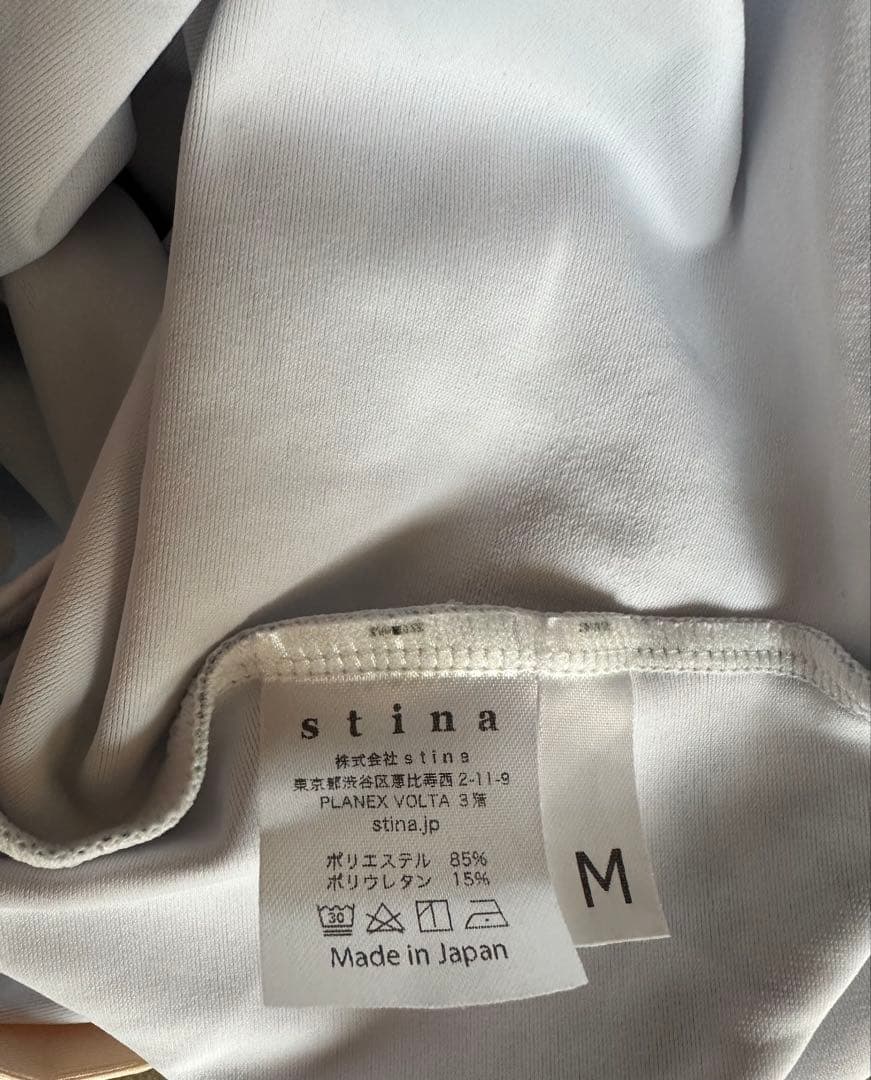 stina
株式会社stina
東京都渋谷区恵比寿西2-11-9
PLANEX VOLTA 3階
stina.jp
ポリエステル 85%
ポリウレタン 15%
30
Made in Japan
M